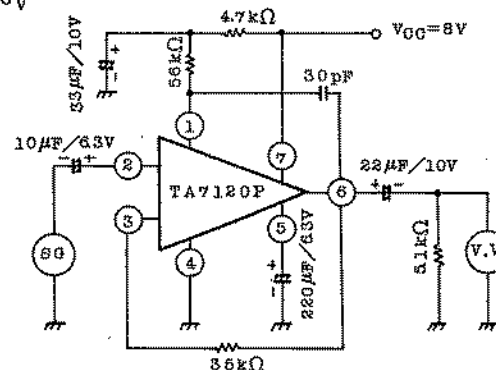 V
4.7kΩ
VCC=8V
33μF/10V
56kΩ
30pF
1
10μF/6.3V
2
7
22μF/10V
TA7120P
6
3
5
SG
4
220μF/6.3V
5.1kΩ
V.V
35kΩ